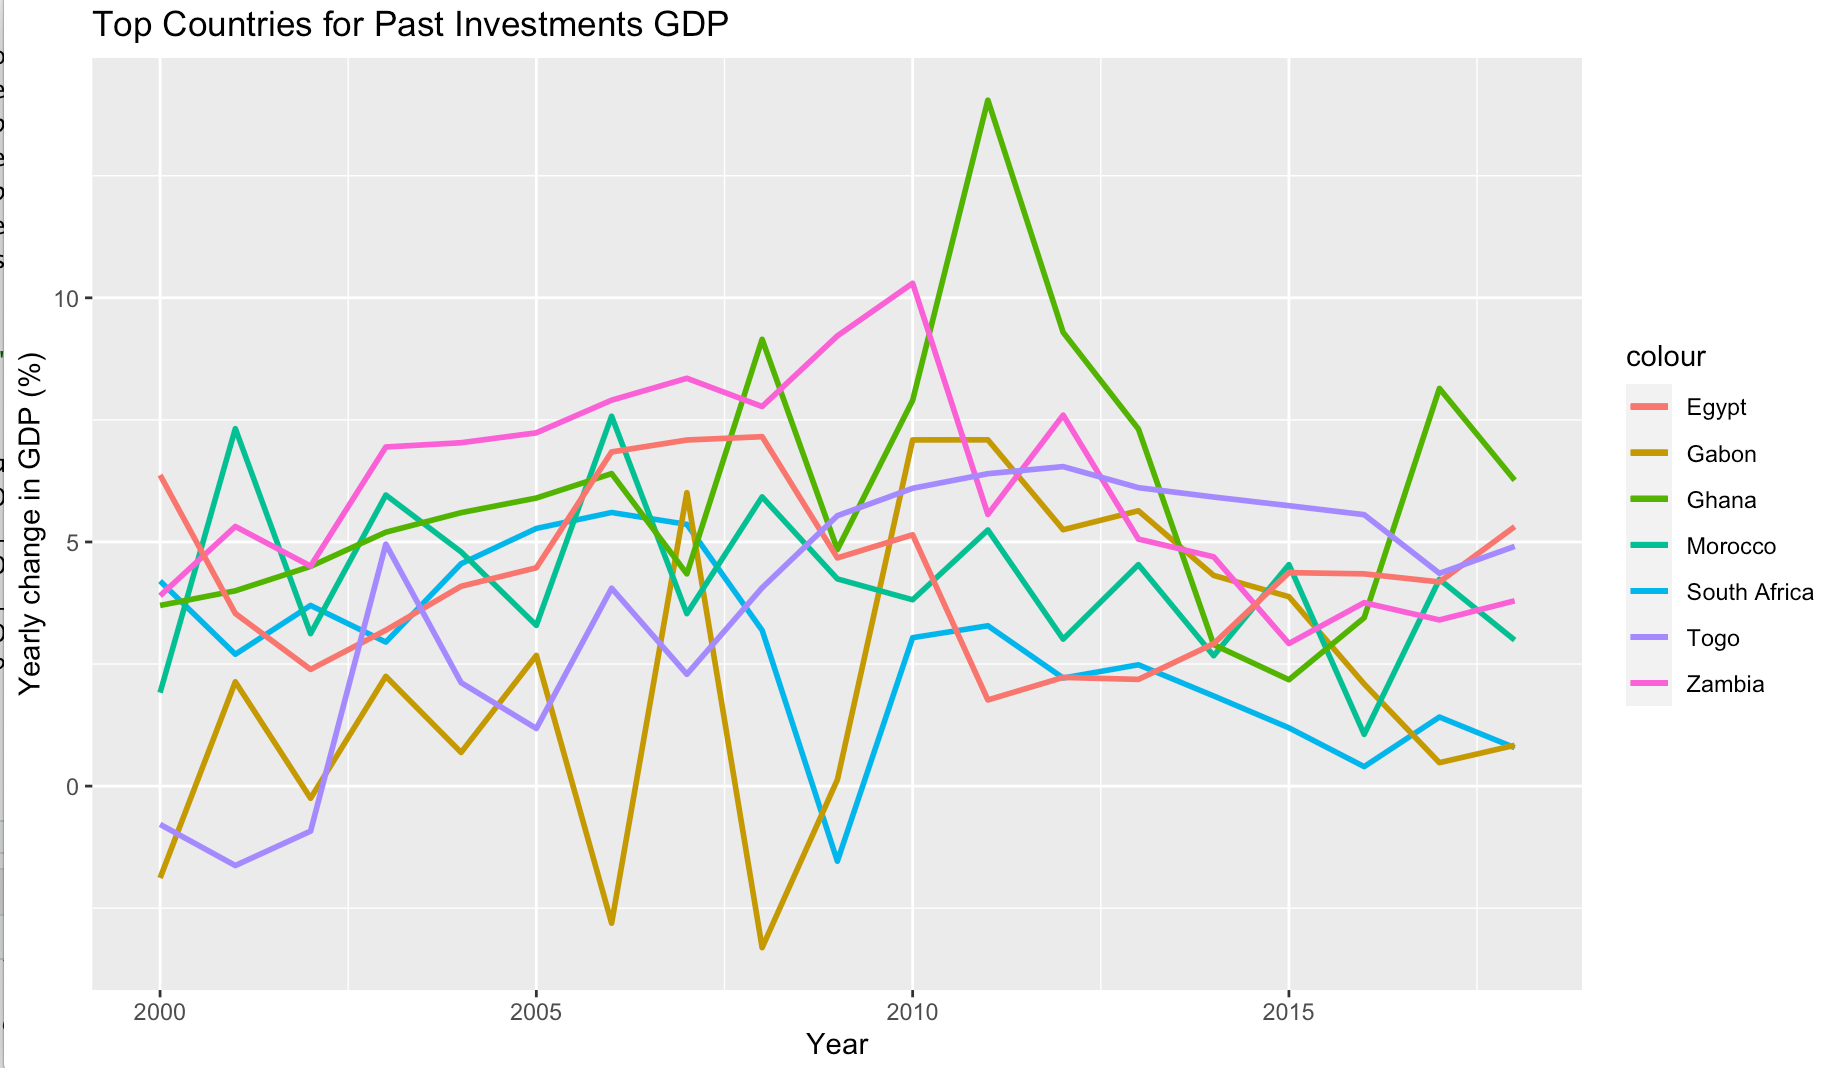 Top Countries for Past Investments GDP
Yearly change in GDP (%)
10
5
0
2000
2005
2010
2015
Year
colour
Egypt
Gabon
Ghana
Morocco
South Africa
Togo
Zambia